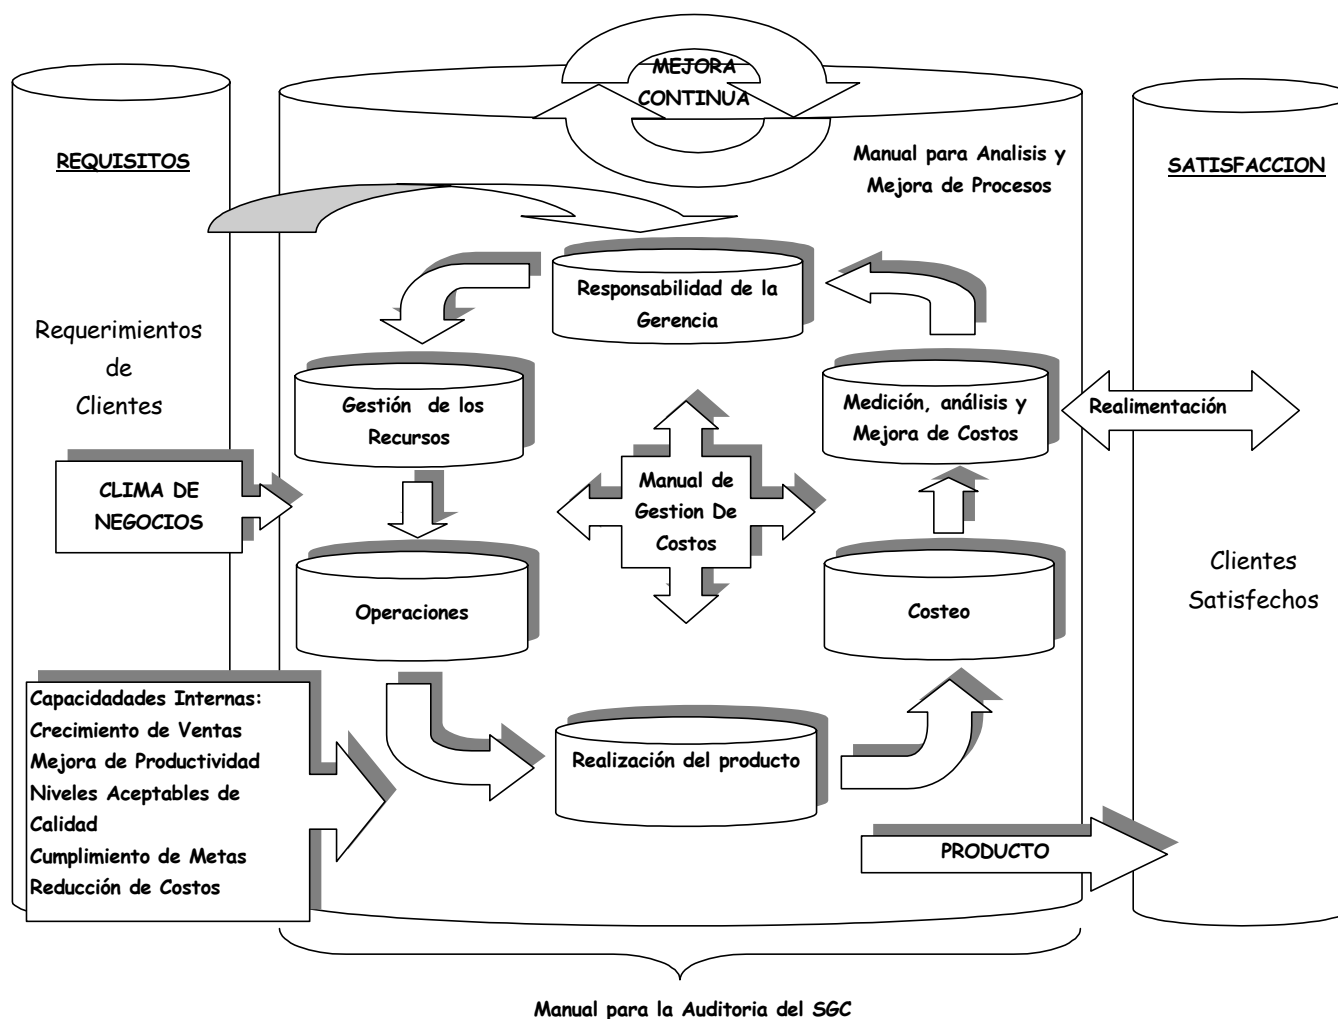 MEJORA
CONTINUA
REQUISITOS
Manual para Analisis y
Mejora de Procesos
SATISFACCION
Responsabilidad de la
Gerencia
Requerimientos
de
Clientes
Gestión de los
Recursos
Medición, análisis y
Mejora de Costos
Realimentación
CLIMA DE
NEGOCIOS
Manual de
Gestion De
Costos
Clientes
Satisfechos
Operaciones
Costeo
Capacidadades Internas:
Crecimiento de Ventas
Mejora de Productividad
Niveles Aceptables de
Calidad
Cumplimiento de Metas
Reducción de Costos
Realización del producto
PRODUCTO
Manual para la Auditoria del SGC